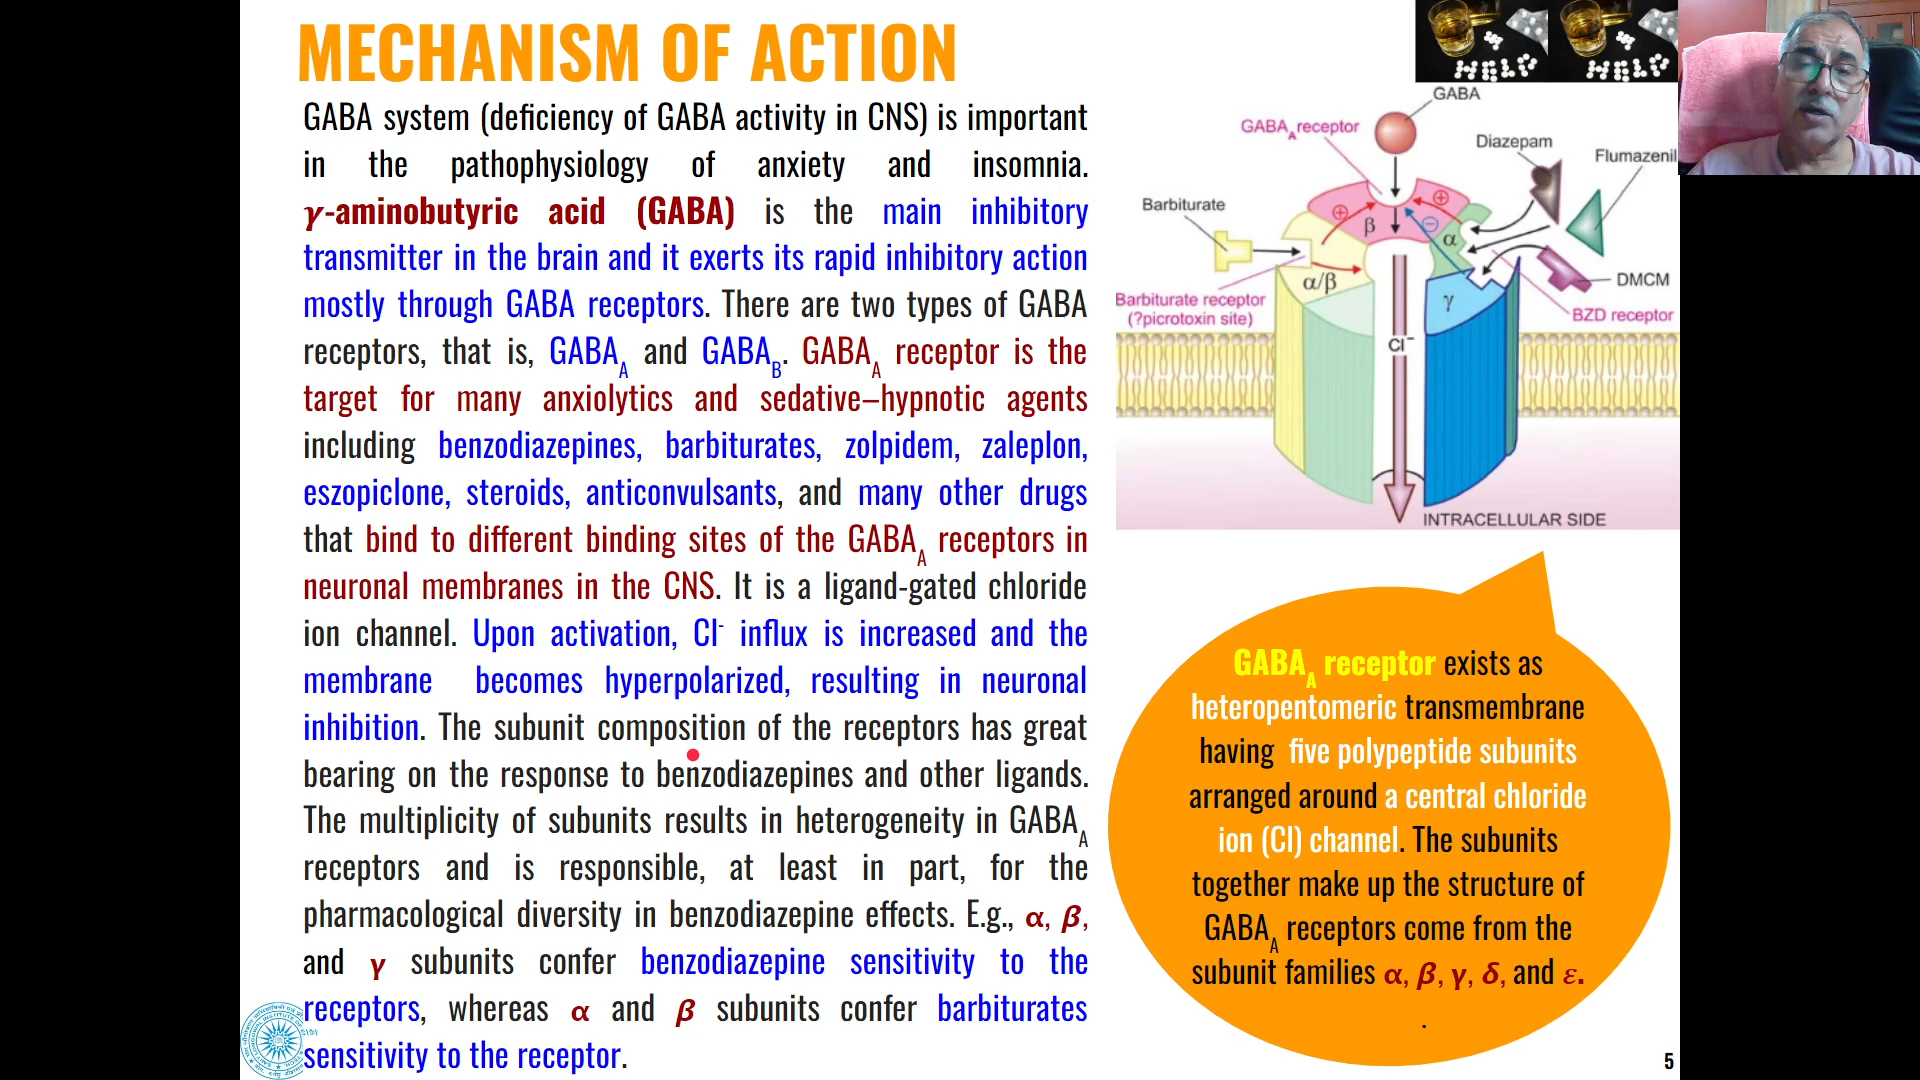 MECHANISM OF ACTION
GABA system (deficiency of GABA activity in CNS) is important
in the pathophysiology of anxiety and insomnia.
γ-aminobutyric acid (GABA) is the main inhibitory
transmitter in the brain and it exerts its rapid inhibitory action
mostly through GABA receptors. There are two types of GABA
receptors, that is, GABA_A and GABA_B. GABA_A receptor is the
target for many anxiolytics and sedative–hypnotic agents
including benzodiazepines, barbiturates, zolpidem, zaleplon,
eszopiclone, steroids, anticonvulsants, and many other drugs
that bind to different binding sites of the GABA_A receptors in
neuronal membranes in the CNS. It is a ligand-gated chloride
ion channel. Upon activation, Cl⁻ influx is increased and the
membrane becomes hyperpolarized, resulting in neuronal
inhibition. The subunit composition of the receptors has great
bearing on the response to benzodiazepines and other ligands.
The multiplicity of subunits results in heterogeneity in GABA_A
receptors and is responsible, at least in part, for the
pharmacological diversity in benzodiazepine effects. E.g., α, β,
and γ subunits confer benzodiazepine sensitivity to the
receptors, whereas α and β subunits confer barbiturates
sensitivity to the receptor.
HELP
HELP
GABA
GABA_A receptor
Diazepam
Flumazenil
Barbiturate
β
α
α/β
γ
DMCM
Barbiturate receptor
(?picrotoxin site)
BZD receptor
Cl⁻
INTRACELLULAR SIDE
GABA_A receptor exists as
heteropentomeric transmembrane
having five polypeptide subunits
arranged around a central chloride
ion (Cl) channel. The subunits
together make up the structure of
GABA_A receptors come from the
subunit families α, β, γ, δ, and ε.
.
5